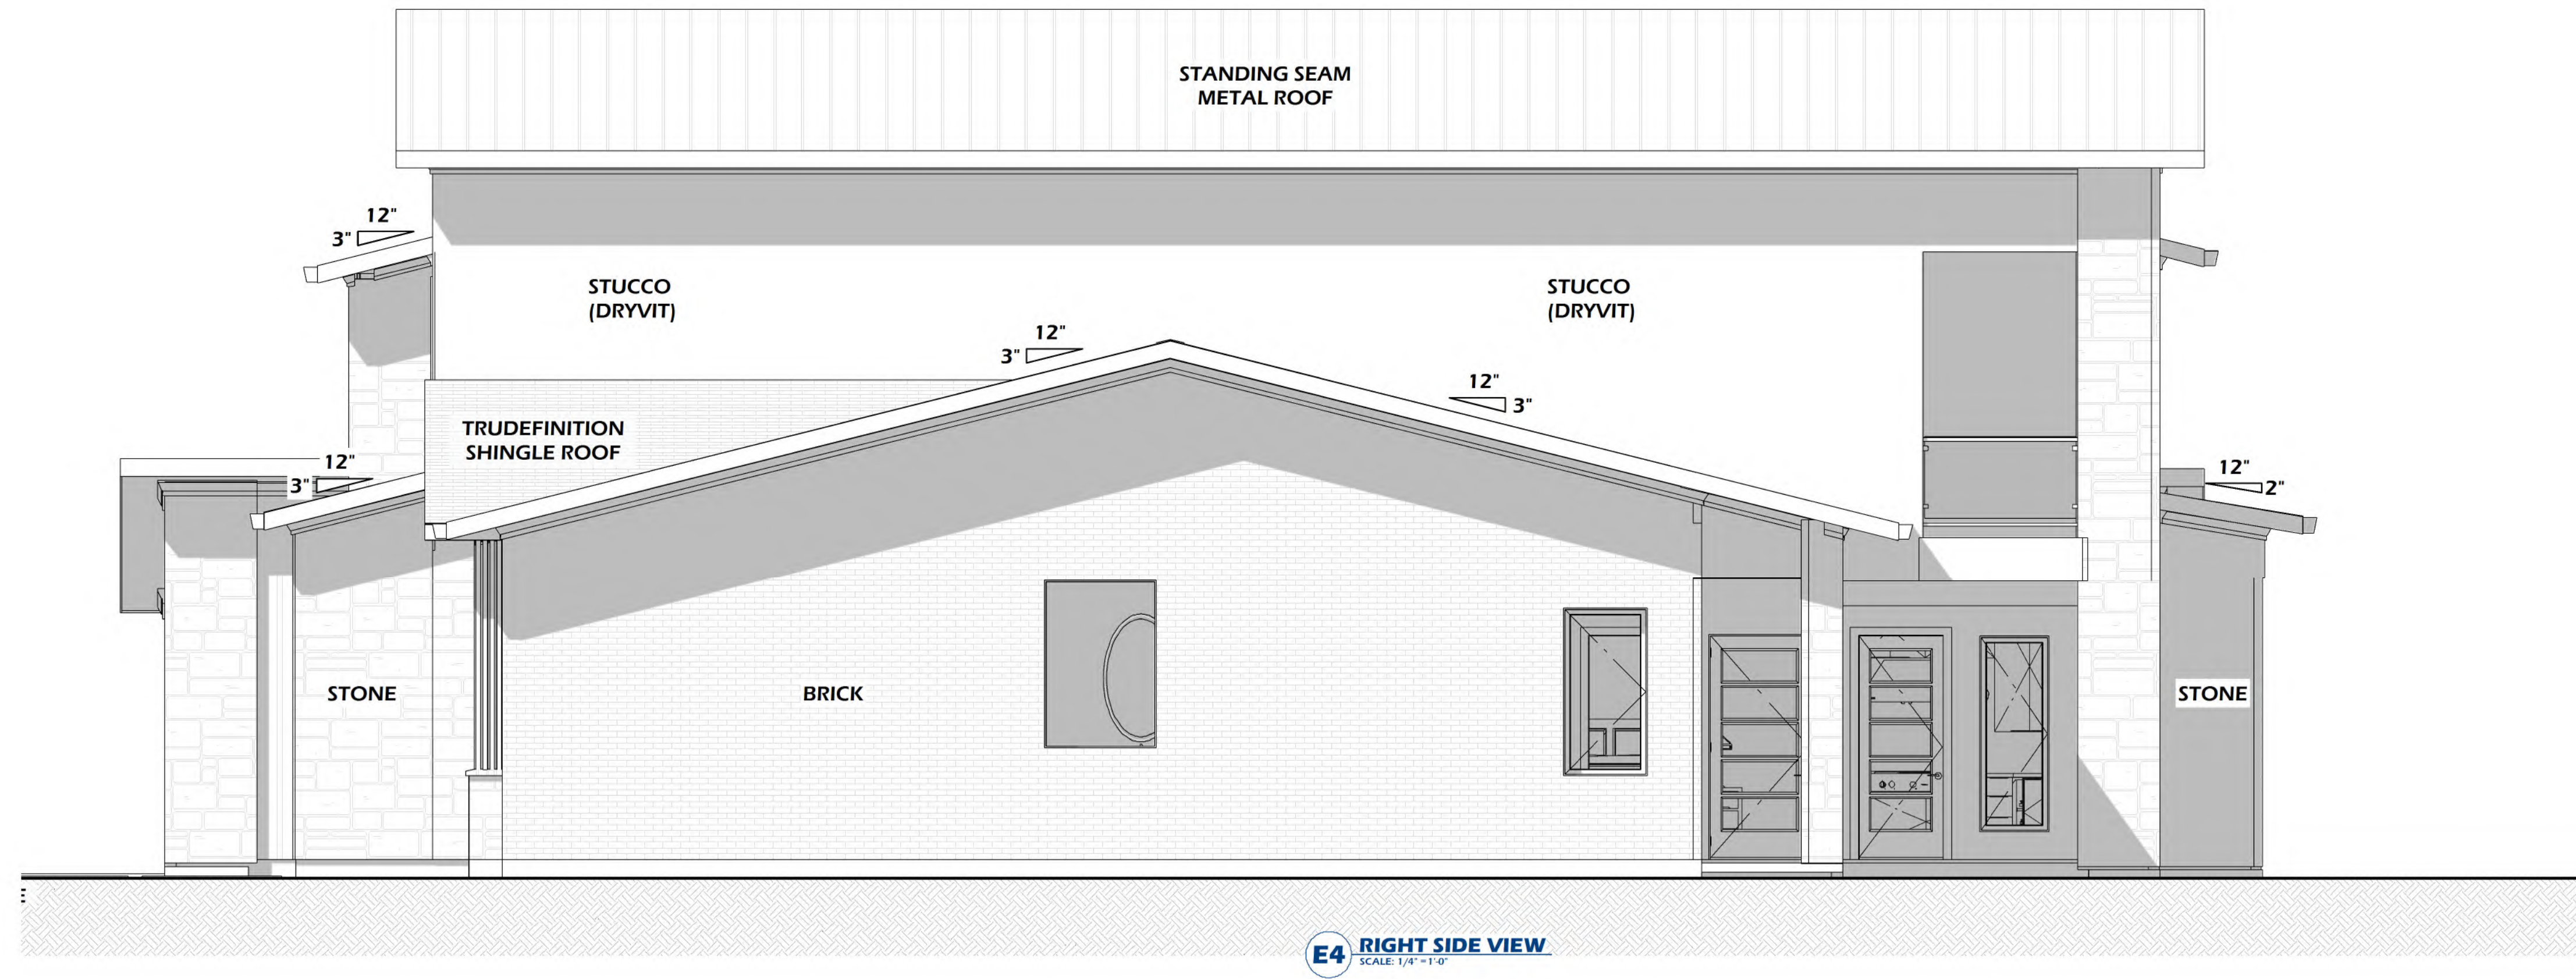 STANDING SEAM
METAL ROOF
12"
3"
STUCCO
(DRYVIT)
STUCCO
(DRYVIT)
12"
3"
12"
3"
TRUDEFINITION
SHINGLE ROOF
12"
3"
12"
2"
STONE
BRICK
STONE
E
E4
RIGHT SIDE VIEW
SCALE: 1/4" = 1'-0"